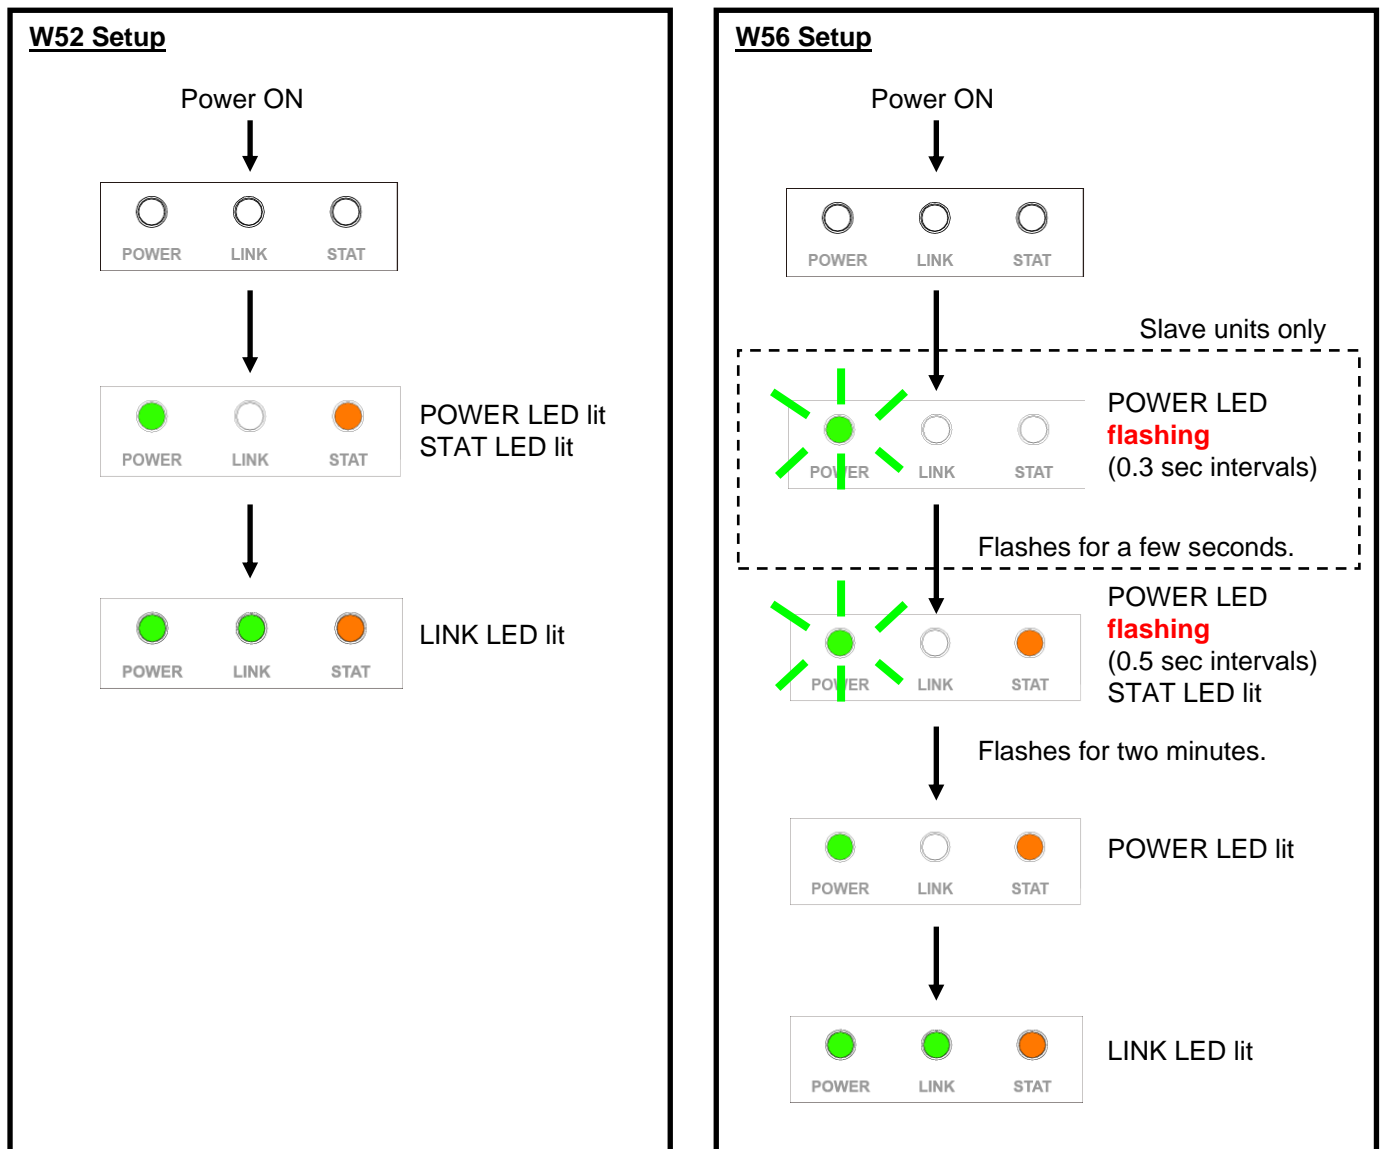 W52 Setup
Power ON
POWER LINK STAT
POWER LINK STAT
POWER LED lit
STAT LED lit
POWER LINK STAT
LINK LED lit
W56 Setup
Power ON
POWER LINK STAT
Slave units only
POWER LINK STAT
POWER LED
flashing
(0.3 sec intervals)
Flashes for a few seconds.
POWER LINK STAT
POWER LED
flashing
(0.5 sec intervals)
STAT LED lit
Flashes for two minutes.
POWER LINK STAT
POWER LED lit
POWER LINK STAT
LINK LED lit